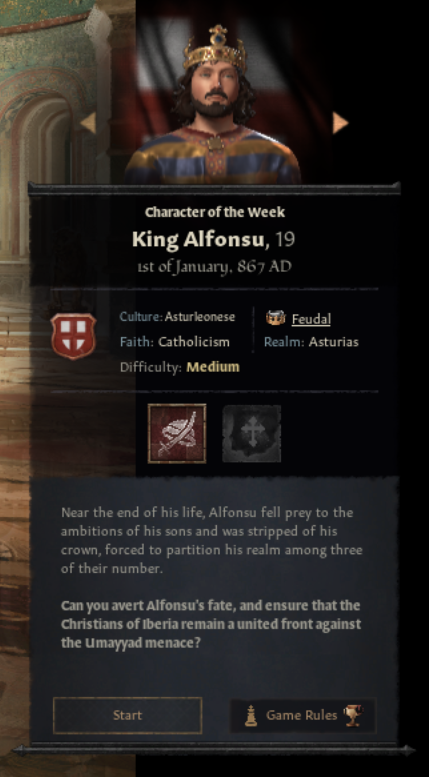 Character of the Week
King Alfonsu, 19
1st of January, 867 AD
Culture: Asturleonese
Feudal
Faith: Catholicism
Realm: Asturias
Difficulty: Medium
Near the end of his life, Alfonsu fell prey to the
ambitions of his sons and was stripped of his
crown, forced to partition his realm among three
of their number.
Can you avert Alfonsu's fate, and ensure that the
Christians of Iberia remain a united front against
the Umayyad menace?
Start
Game Rules